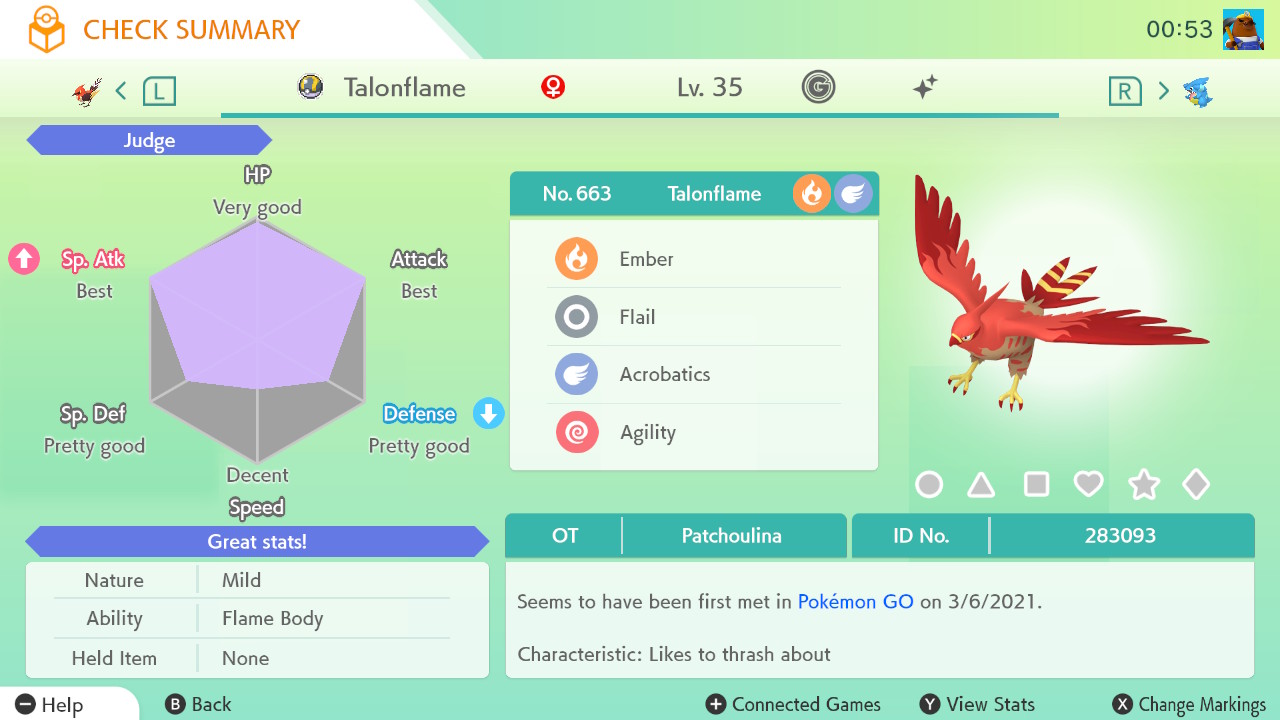 CHECK SUMMARY
00:53
L
Talonflame
Lv. 35
G
R
Judge
HP
Very good
Sp. Atk
Best
Attack
Best
Sp. Def
Pretty good
Defense
Pretty good
Decent
Speed
Great stats!
Nature Mild
Ability Flame Body
Held Item None
No. 663 Talonflame
Ember
Flail
Acrobatics
Agility
OT Patchoulina
ID No. 283093
Seems to have been first met in Pokémon GO on 3/6/2021.
Characteristic: Likes to thrash about
Help
B Back
Connected Games
Y View Stats
X Change Markings